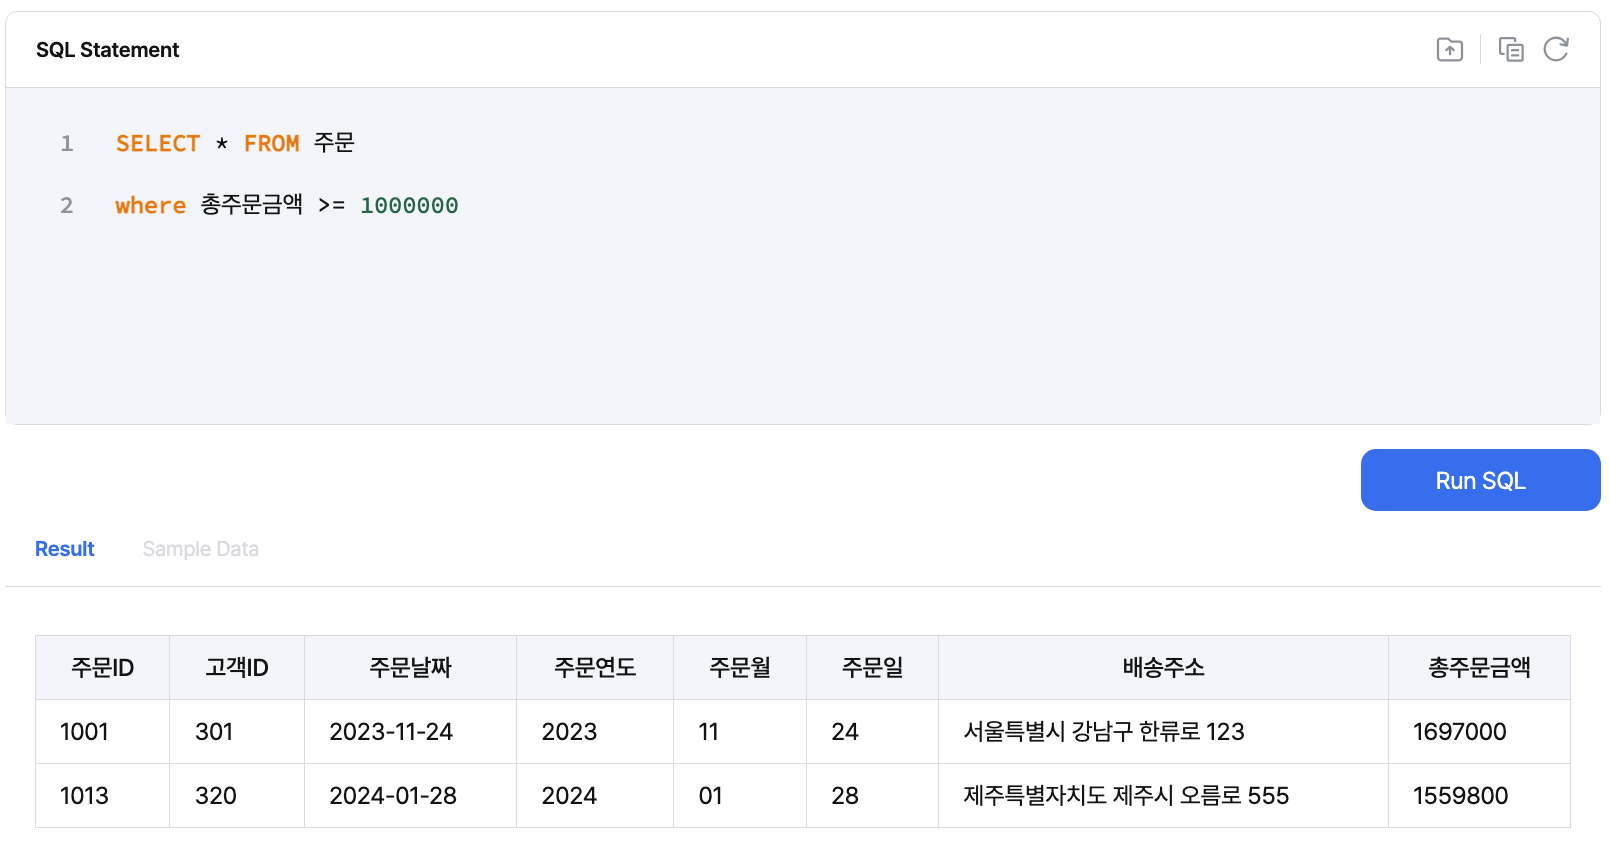 SQL Statement
1 SELECT * FROM 주문
2 where 총주문금액 >= 1000000
Run SQL
Result Sample Data
주문ID 고객ID 주문날짜 주문연도 주문월 주문일 배송주소 총주문금액
1001 301 2023-11-24 2023 11 24 서울특별시 강남구 한류로 123 1697000
1013 320 2024-01-28 2024 01 28 제주특별자치도 제주시 오름로 555 1559800